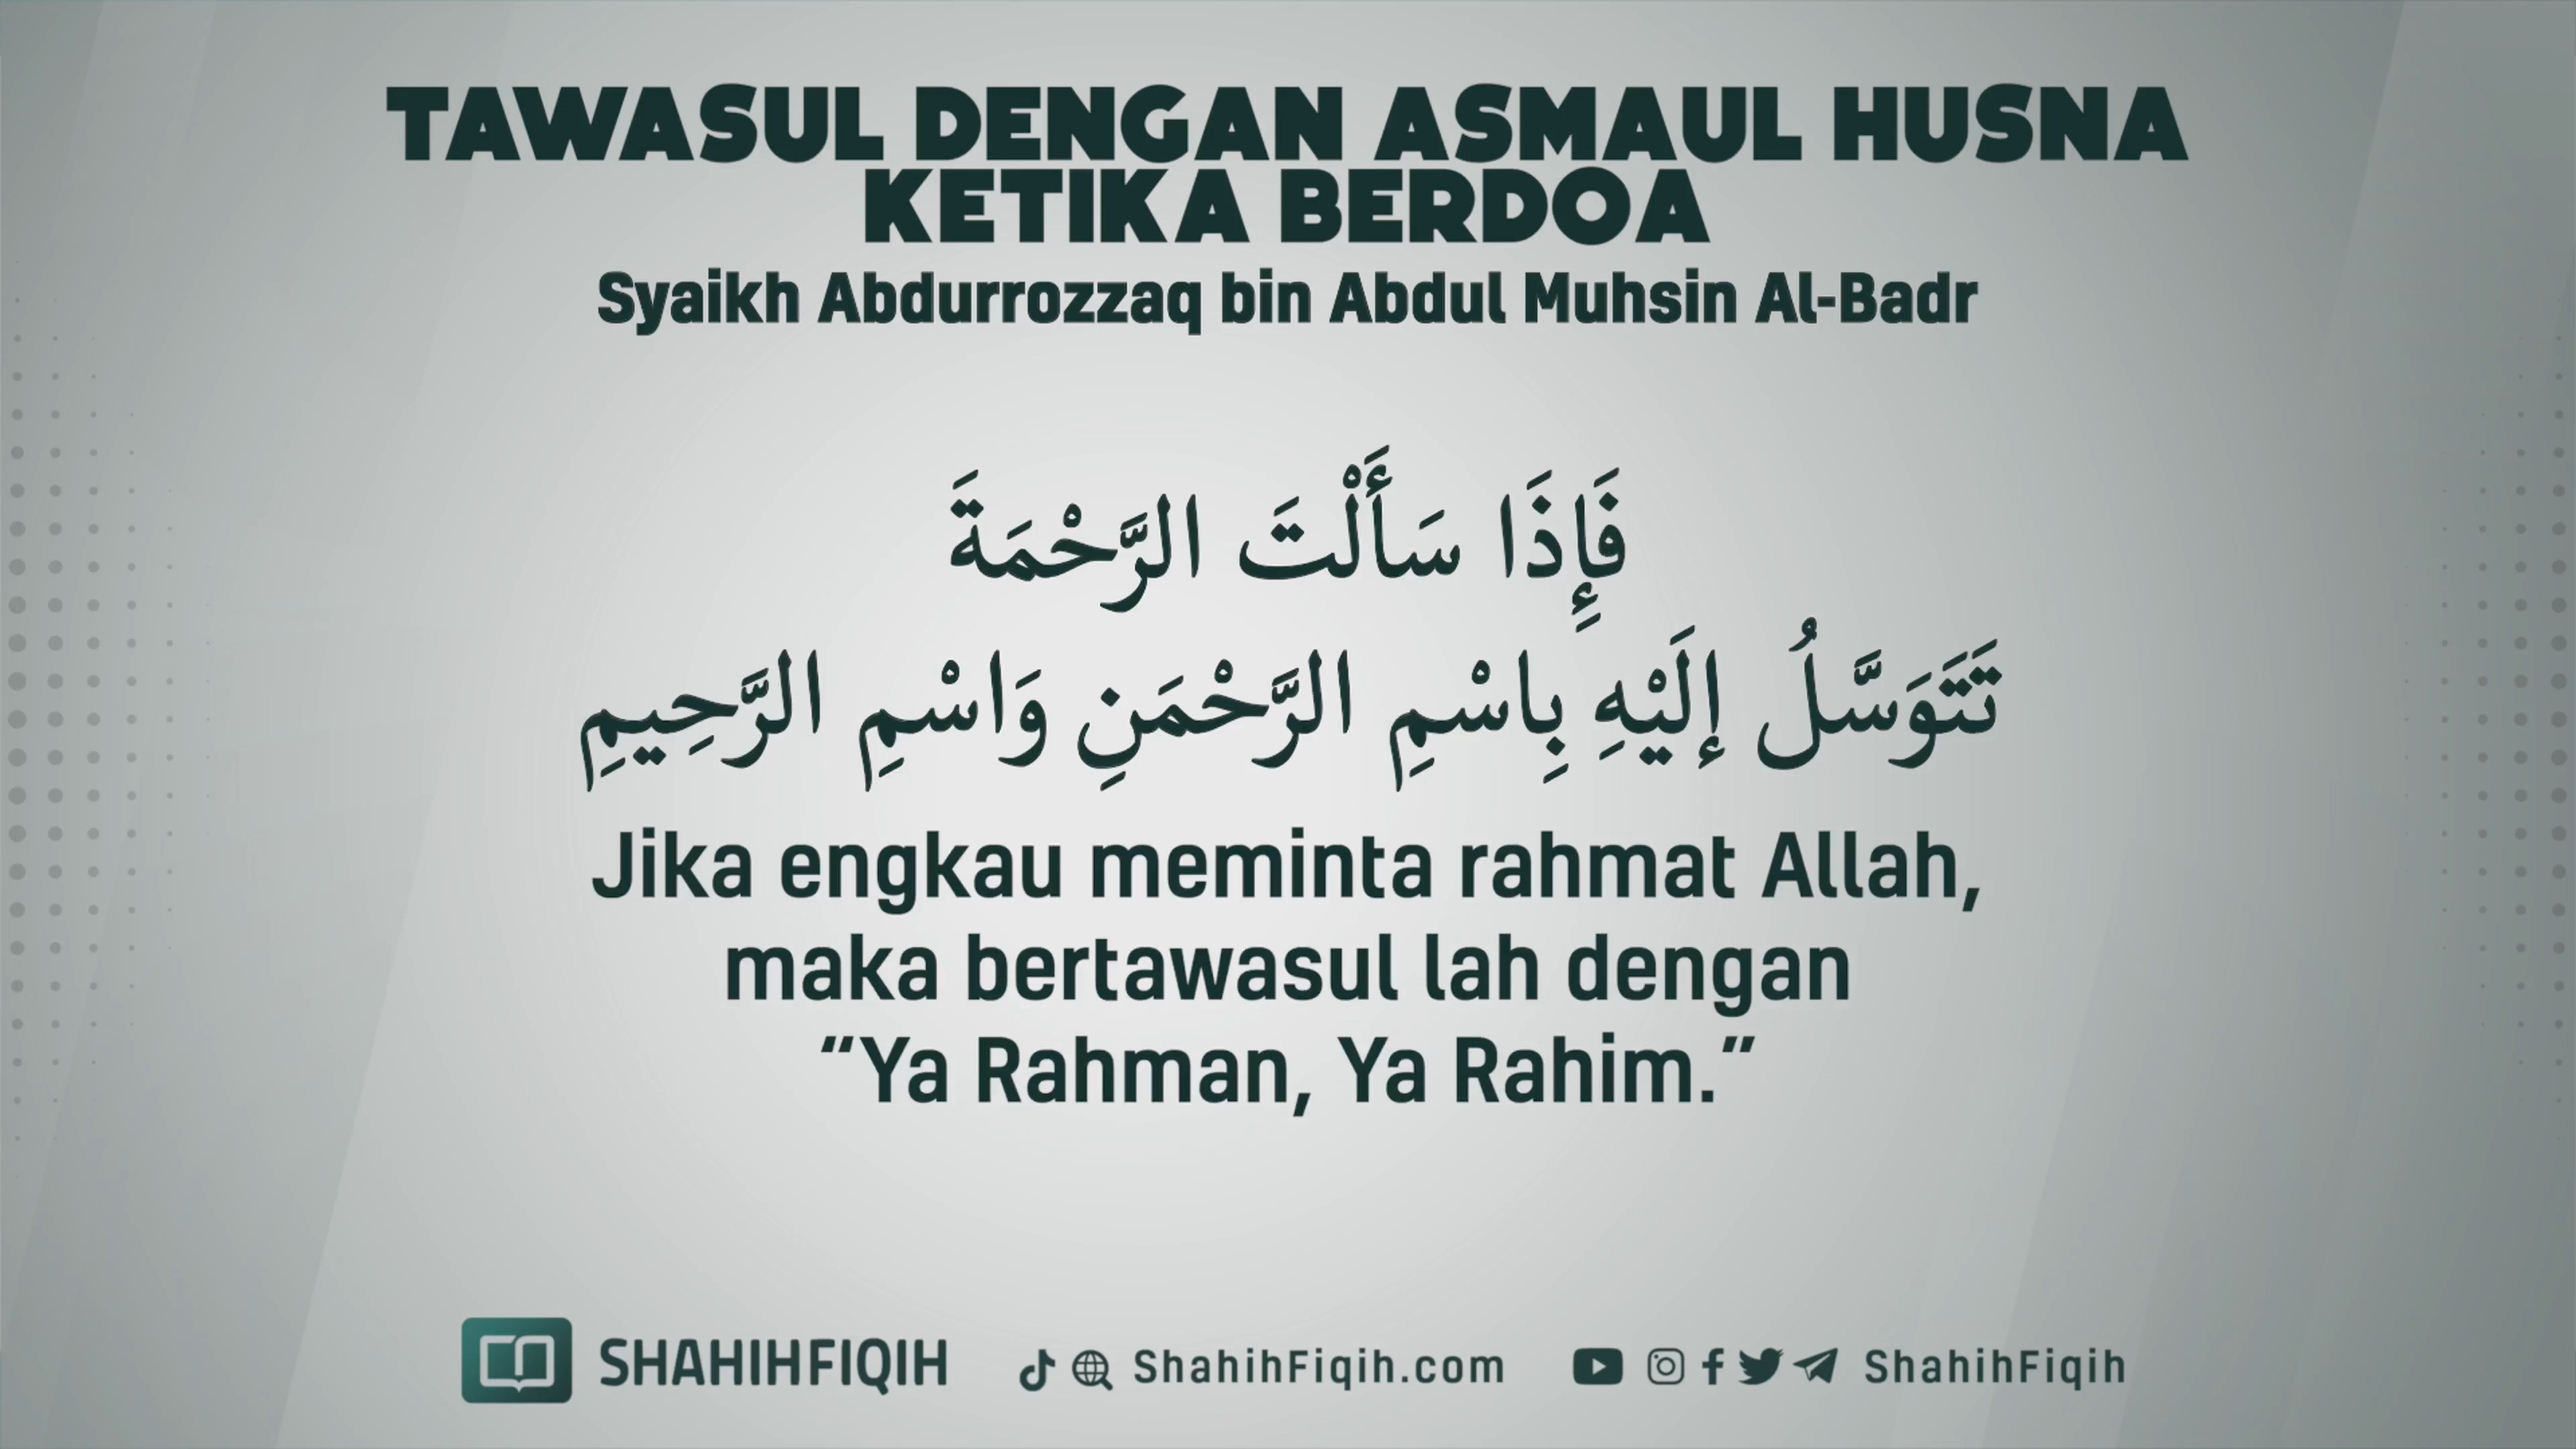 TAWASUL DENGAN ASMAUL HUSNA
KETIKA BERDOA
Syaikh Abdurrozzaq bin Abdul Muhsin Al-Badr
فَإِذَا سَأَلْتَ الرَّحْمَةَ
تَتَوَسَّلُ إلَيْهِ بِاسْمِ الرَّحْمَنِ وَاسْمِ الرَّحِيمِ
Jika engkau meminta rahmat Allah,
maka bertawasul lah dengan
“Ya Rahman, Ya Rahim.”
SHAHIHFIQIH ShahihFiqih.com ShahihFiqih